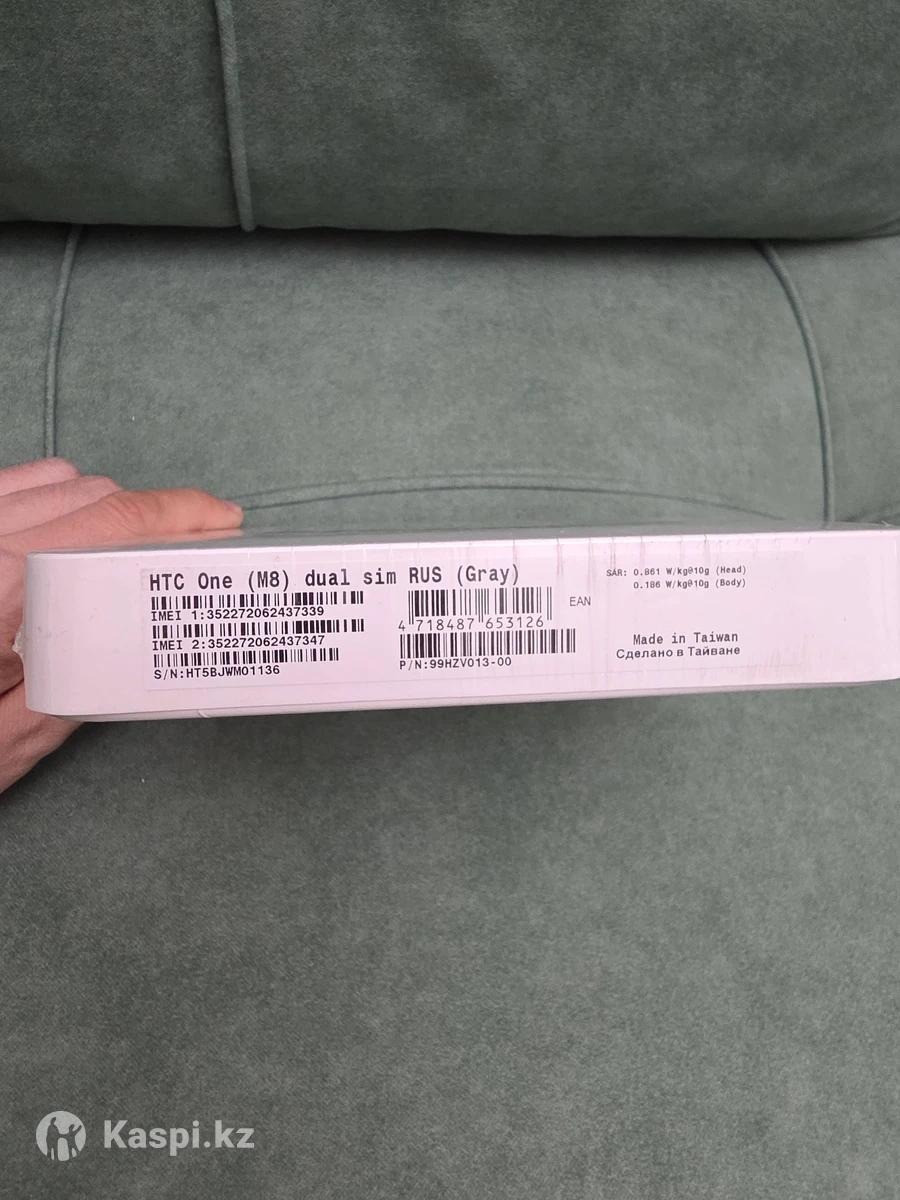 HTC One (M8) dual sim RUS (Gray)
IMEI 1:352272062437339
IMEI 2:352272062437347
S/N:HT5BJWM01136
4 718487 653126
EAN
P/N:99HZV013-00
SAR: 0.861 W/kg@10g (Head)
0.186 W/kg@10g (Body)
Made in Taiwan
Сделано в Тайване
Kaspi.kz